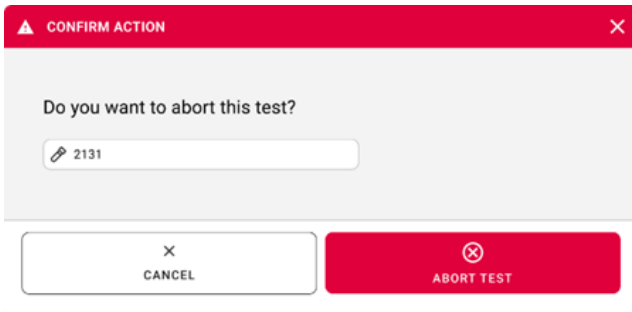 CONFIRM ACTION
Do you want to abort this test?
2131
CANCEL
ABORT TEST